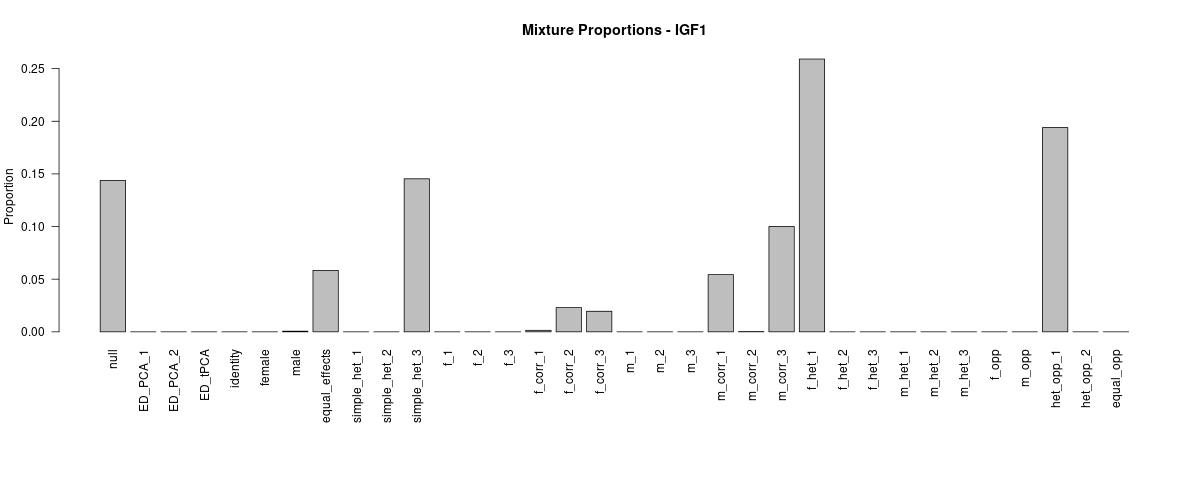 Mixture Proportions - IGF1
Proportion
0.25
0.20
0.15
0.10
0.05
0.00
null
ED_PCA_1
ED_PCA_2
ED_tPCA
identity
female
male
equal_effects
simple_het_1
simple_het_2
simple_het_3
f_1
f_2
f_3
f_corr_1
f_corr_2
f_corr_3
m_1
m_2
m_3
m_corr_1
m_corr_2
m_corr_3
f_het_1
f_het_2
f_het_3
m_het_1
m_het_2
m_het_3
f_opp
m_opp
het_opp_1
het_opp_2
equal_opp